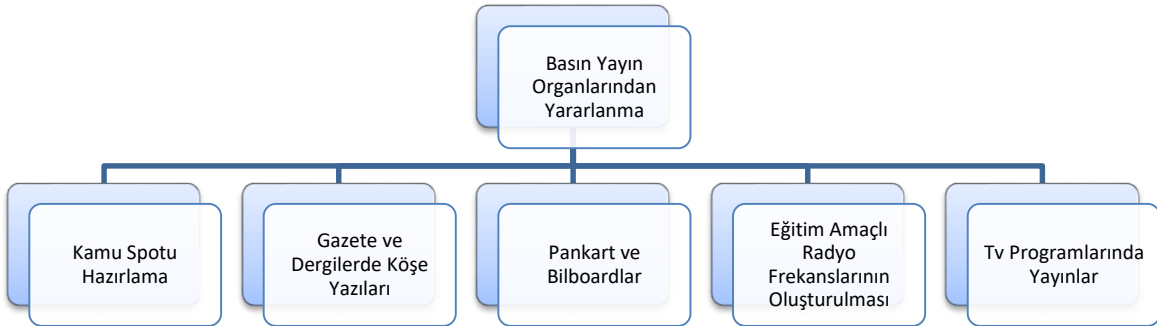 Basın Yayın
Organlarından
Yararlanma
Kamu Spotu
Hazırlama
Gazete ve
Dergilerde Köşe
Yazıları
Pankart ve
Bilboardlar
Eğitim Amaçlı
Radyo
Frekanslarının
Oluşturulması
Tv Programlarında
Yayınlar